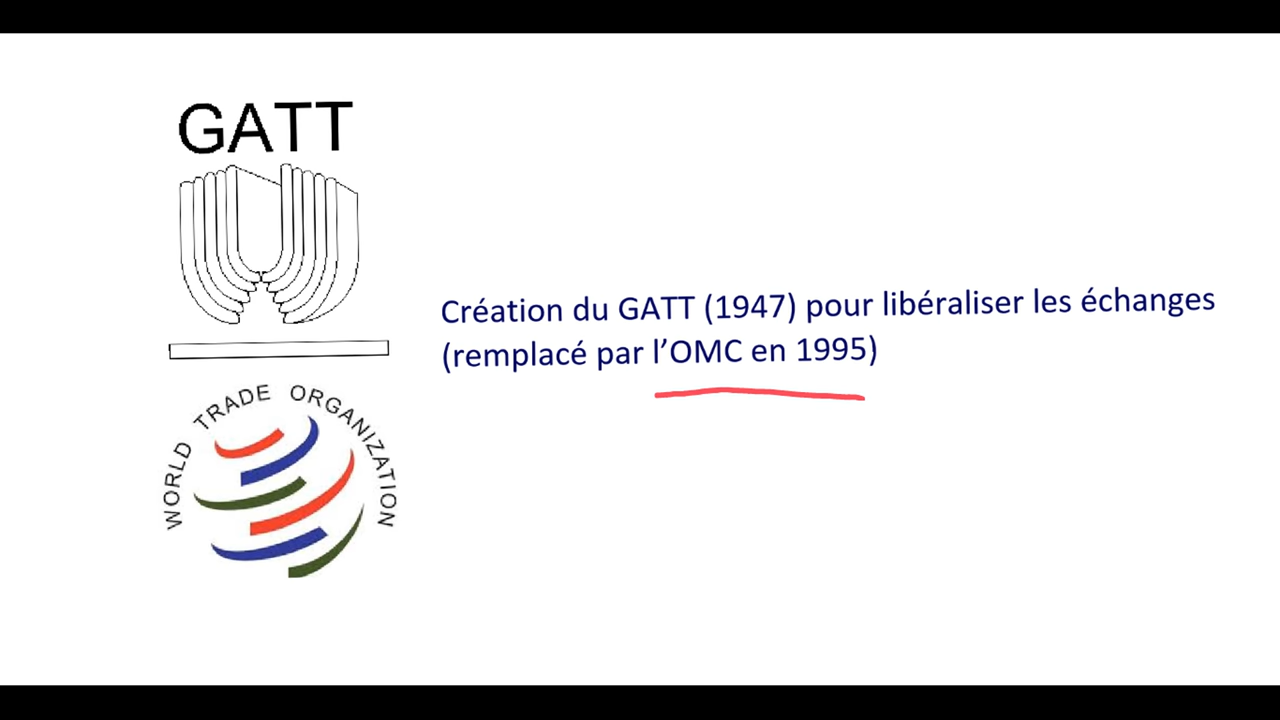 GATT
Création du GATT (1947) pour libéraliser les échanges
(remplacé par l’OMC en 1995)
WORLD TRADE ORGANIZATION